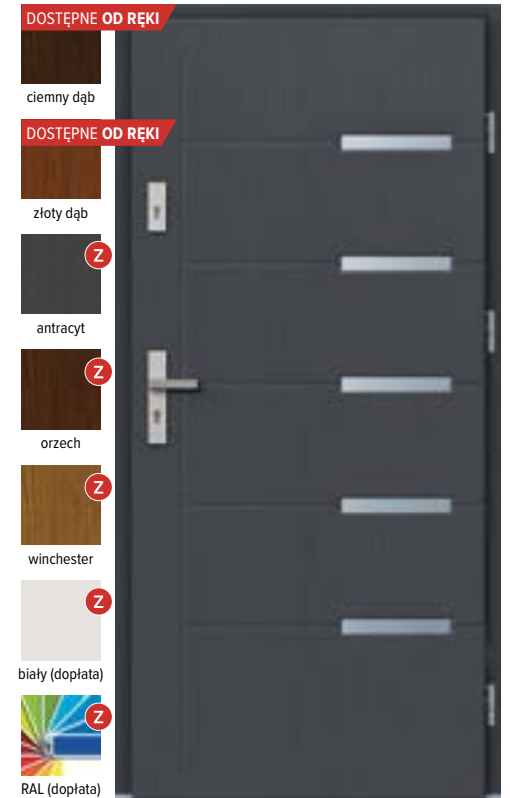 DOSTĘPNE OD RĘKI
ciemny dąb
DOSTĘPNE OD RĘKI
złoty dąb
Z
antracyt
Z
orzech
Z
winchester
Z
biały (dopłata)
Z
RAL (dopłata)